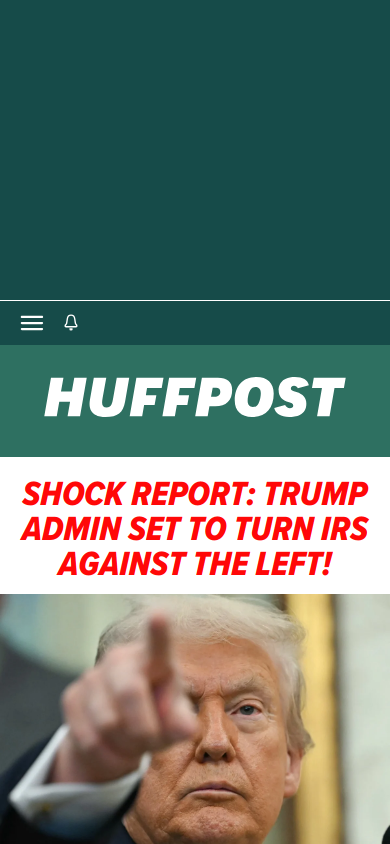 HUFFPOST
SHOCK REPORT: TRUMP
ADMIN SET TO TURN IRS
AGAINST THE LEFT!